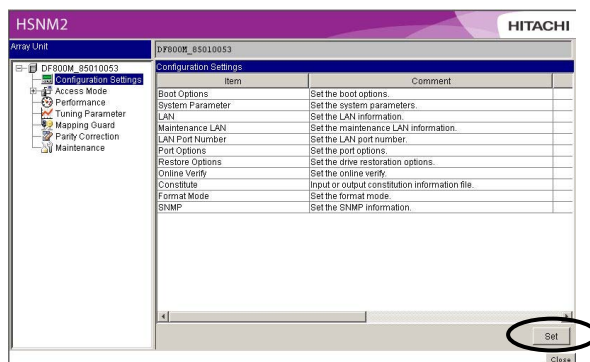 HSNM2
HITACHI
Array Unit
DF800M_85010053
DF800M_85010053
Configuration Settings
Access Mode
Performance
Tuning Parameter
Mapping Guard
Parity Correction
Maintenance
Configuration Settings
Item Comment
Boot Options Set the boot options.
System Parameter Set the system parameters.
LAN Set the LAN information.
Maintenance LAN Set the maintenance LAN information.
LAN Port Number Set the LAN port number.
Port Options Set the port options.
Restore Options Set the drive restoration options.
Online Verify Set the online verify.
Constitute Input or output constitution information file.
Format Mode Set the format mode.
SNMP Set the SNMP information.
Set
Close